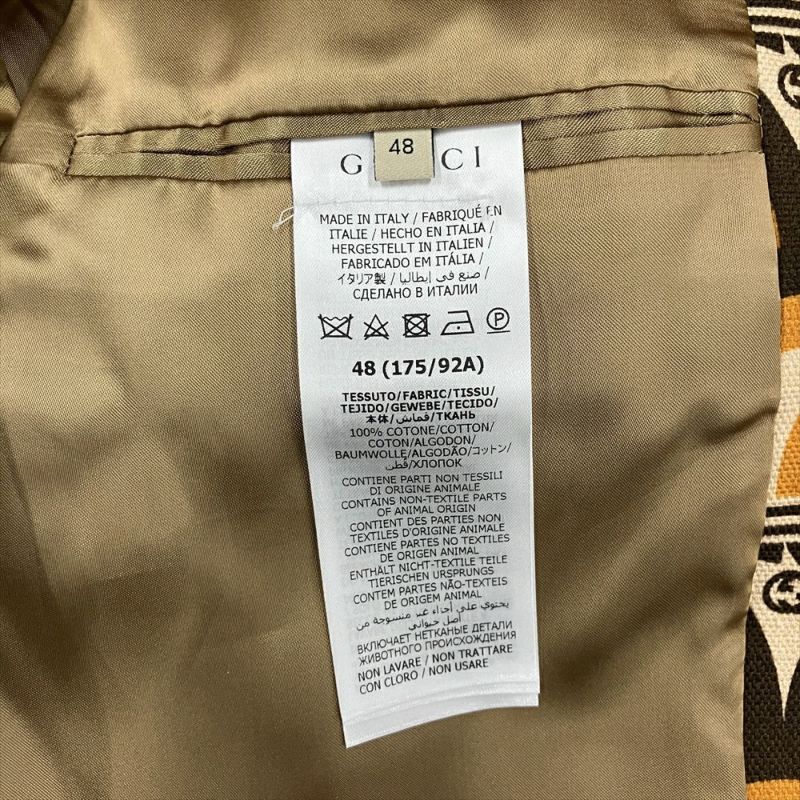 48
G CI
MADE IN ITALY / FABRIQUÉ EN
ITALIE / HECHO EN ITALIA /
HERGESTELLT IN ITALIEN /
FABRICADO EM ITÁLIA /
イタリア製 / صنع في إيطاليا /
СДЕЛАНО В ИТАЛИИ
P
48 (175/92A)
TESSUTO/FABRIC/TISSU/
TEJIDO/GEWEBE/TECIDO/
本体/قماش/ТКАНЬ
100% COTONE/COTTON/
COTON/ALGODON/
BAUMWOLLE/ALGODÃO/コットン/
قطن/ХЛОПОК
CONTIENE PARTI NON TESSILI
DI ORIGINE ANIMALE
CONTAINS NON-TEXTILE PARTS
OF ANIMAL ORIGIN
CONTIENT DES PARTIES NON
TEXTILES D'ORIGINE ANIMALE
CONTIENE PARTES NO TEXTILES
DE ORIGEN ANIMAL
ENTHÄLT NICHT-TEXTILE TEILE
TIERISCHEN URSPRUNGS
CONTEM PARTES NÃO-TEXTEIS
DE ORIGEM ANIMAL
يحتوي على أجزاء غير منسوجة من
أصل حيواني
ВКЛЮЧАЕТ НЕТКАНЫЕ ДЕТАЛИ
ЖИВОТНОГО ПРОИСХОЖДЕНИЯ
NON LAVARE / NON TRATTARE
CON CLORO / NON USARE